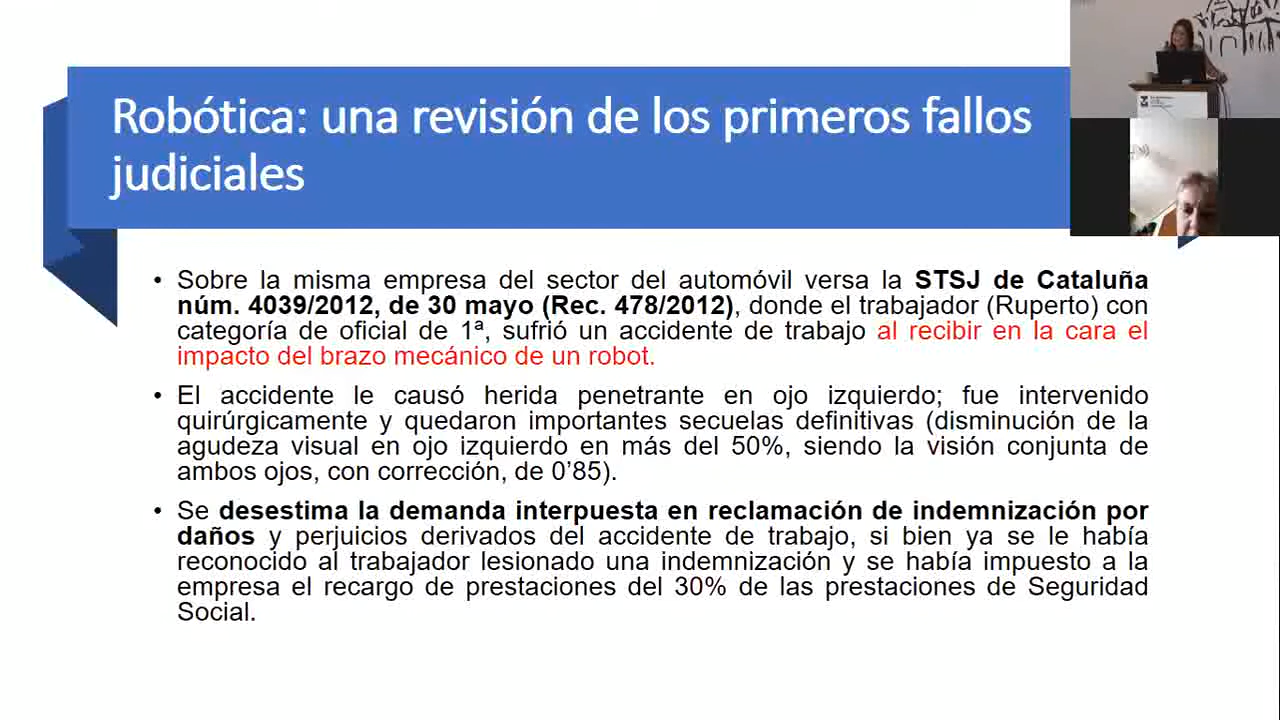 Robótica: una revisión de los primeros fallos
judiciales
• Sobre la misma empresa del sector del automóvil versa la STSJ de Cataluña
núm. 4039/2012, de 30 mayo (Rec. 478/2012), donde el trabajador (Ruperto) con
categoría de oficial de 1ª, sufrió un accidente de trabajo al recibir en la cara el
impacto del brazo mecánico de un robot.
• El accidente le causó herida penetrante en ojo izquierdo; fue intervenido
quirúrgicamente y quedaron importantes secuelas definitivas (disminución de la
agudeza visual en ojo izquierdo en más del 50%, siendo la visión conjunta de
ambos ojos, con corrección, de 0’85).
• Se desestima la demanda interpuesta en reclamación de indemnización por
daños y perjuicios derivados del accidente de trabajo, si bien ya se le había
reconocido al trabajador lesionado una indemnización y se había impuesto a la
empresa el recargo de prestaciones del 30% de las prestaciones de Seguridad
Social.